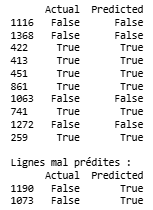 Actual Predicted
1116 False False
1368 False False
422 True True
413 True True
451 True True
861 True True
1063 False False
741 True True
1272 False False
259 True True
Lignes mal prédites :
Actual Predicted
1190 False True
1073 False True